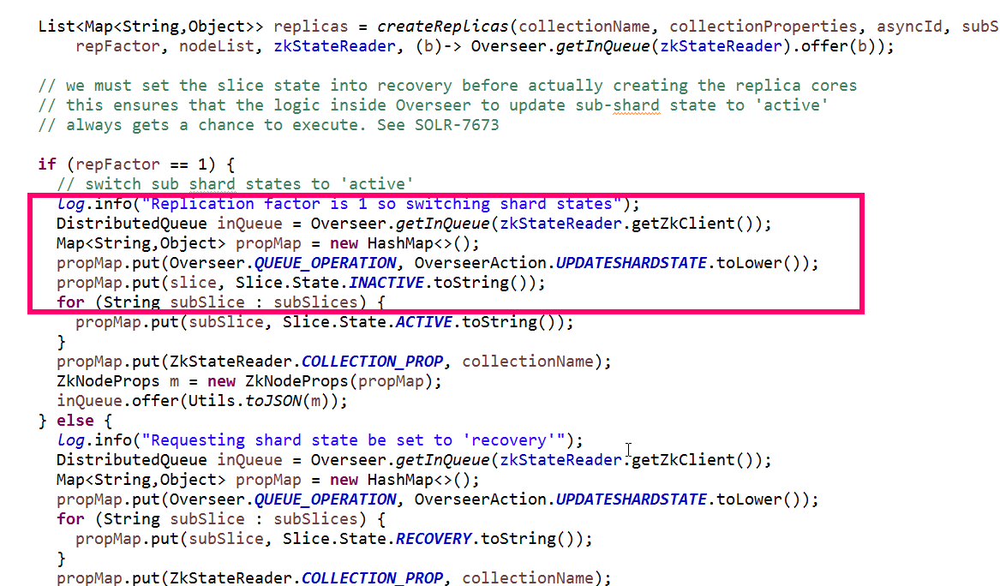 List<Map<String,Object>> replicas = createReplicas(collectionName, collectionProperties, asyncId, subS
repFactor, nodeList, zkStateReader, (b)-> Overseer.getInQueue(zkStateReader).offer(b));
// we must set the slice state into recovery before actually creating the replica cores
// this ensures that the logic inside Overseer to update sub-shard state to 'active'
// always gets a chance to execute. See SOLR-7673
if (repFactor == 1) {
// switch sub shard states to 'active'
log.info("Replication factor is 1 so switching shard states");
DistributedQueue inQueue = Overseer.getInQueue(zkStateReader.getZkClient());
Map<String,Object> propMap = new HashMap<>();
propMap.put(Overseer.QUEUE_OPERATION, OverseerAction.UPDATESHARDSTATE.toLower());
propMap.put(slice, Slice.State.INACTIVE.toString());
for (String subSlice : subSlices) {
propMap.put(subSlice, Slice.State.ACTIVE.toString());
}
propMap.put(ZkStateReader.COLLECTION_PROP, collectionName);
ZkNodeProps m = new ZkNodeProps(propMap);
inQueue.offer(Utils.toJSON(m));
} else {
log.info("Requesting shard state be set to 'recovery'");
DistributedQueue inQueue = Overseer.getInQueue(zkStateReader.getZkClient());
Map<String,Object> propMap = new HashMap<>();
propMap.put(Overseer.QUEUE_OPERATION, OverseerAction.UPDATESHARDSTATE.toLower());
for (String subSlice : subSlices) {
propMap.put(subSlice, Slice.State.RECOVERY.toString());
}
propMap.put(ZkStateReader.COLLECTION_PROP, collectionName);